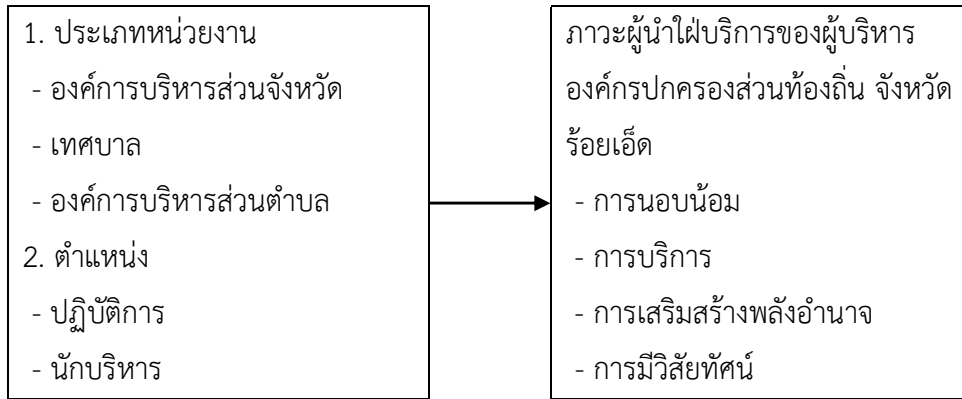 1. ประเภทหน่วยงาน
- องค์การบริหารส่วนจังหวัด
- เทศบาล
- องค์การบริหารส่วนตำบล
2. ตำแหน่ง
- ปฏิบัติการ
- นักบริหาร
ภาวะผู้นำใฝ่บริการของผู้บริหาร
องค์กรปกครองส่วนท้องถิ่น จังหวัด
ร้อยเอ็ด
- การนอบน้อม
- การบริการ
- การเสริมสร้างพลังอำนาจ
- การมีวิสัยทัศน์